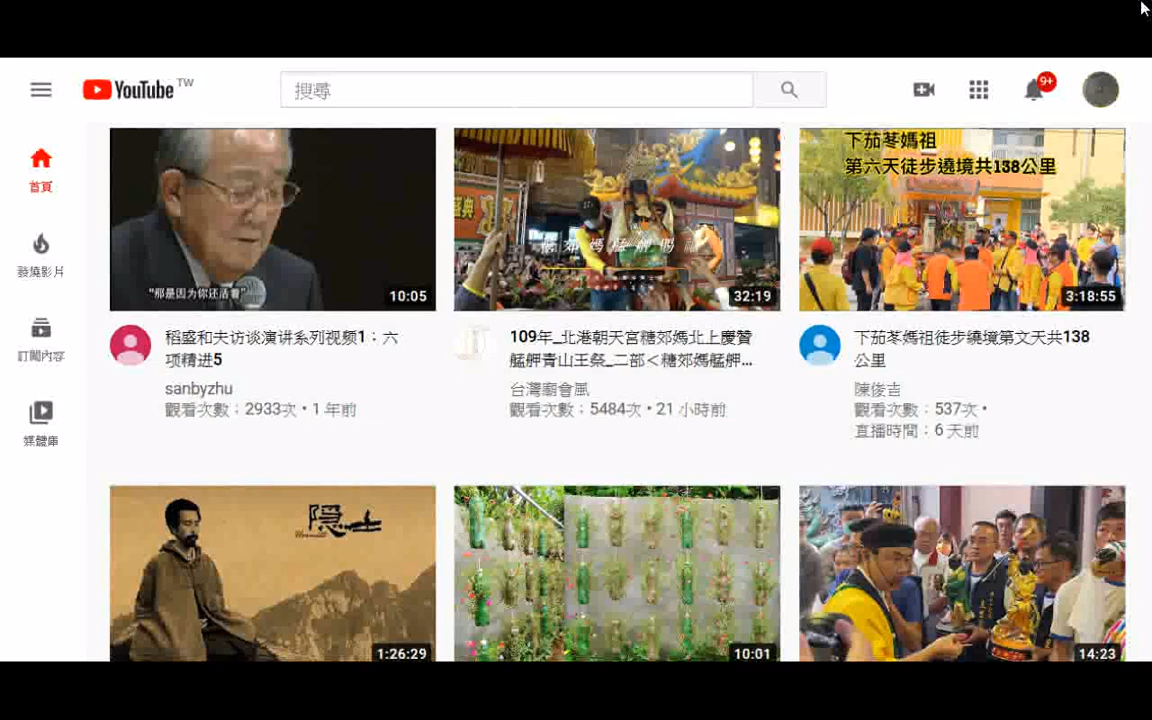 YouTube TW
搜尋
9+
首頁
發燒影片
訂閱內容
媒體庫
"那是因为你还活着"
10:05
稻盛和夫访谈演讲系列视频1：六
项精进5
sanbyzhu
觀看次數：2933次 • 1 年前
32:19
109年_北港朝天宮糖郊媽北上慶贊
艋舺青山王祭_二部＜糖郊媽艋舺...
台灣廟會風
觀看次數：5484次 • 21 小時前
下茄苳媽祖
第六天徒步遶境共138公里
3:18:55
下茄苳媽祖徒步繞境第文天共138
公里
陳俊吉
觀看次數：537次 •
直播時間：6 天前
隐士
1:26:29
10:01
14:23